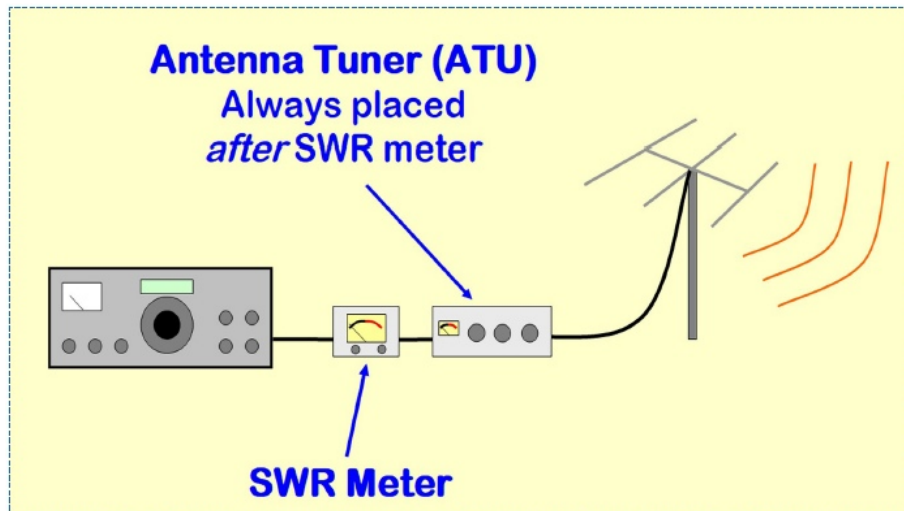 Antenna Tuner (ATU)
Always placed
after SWR meter
SWR Meter